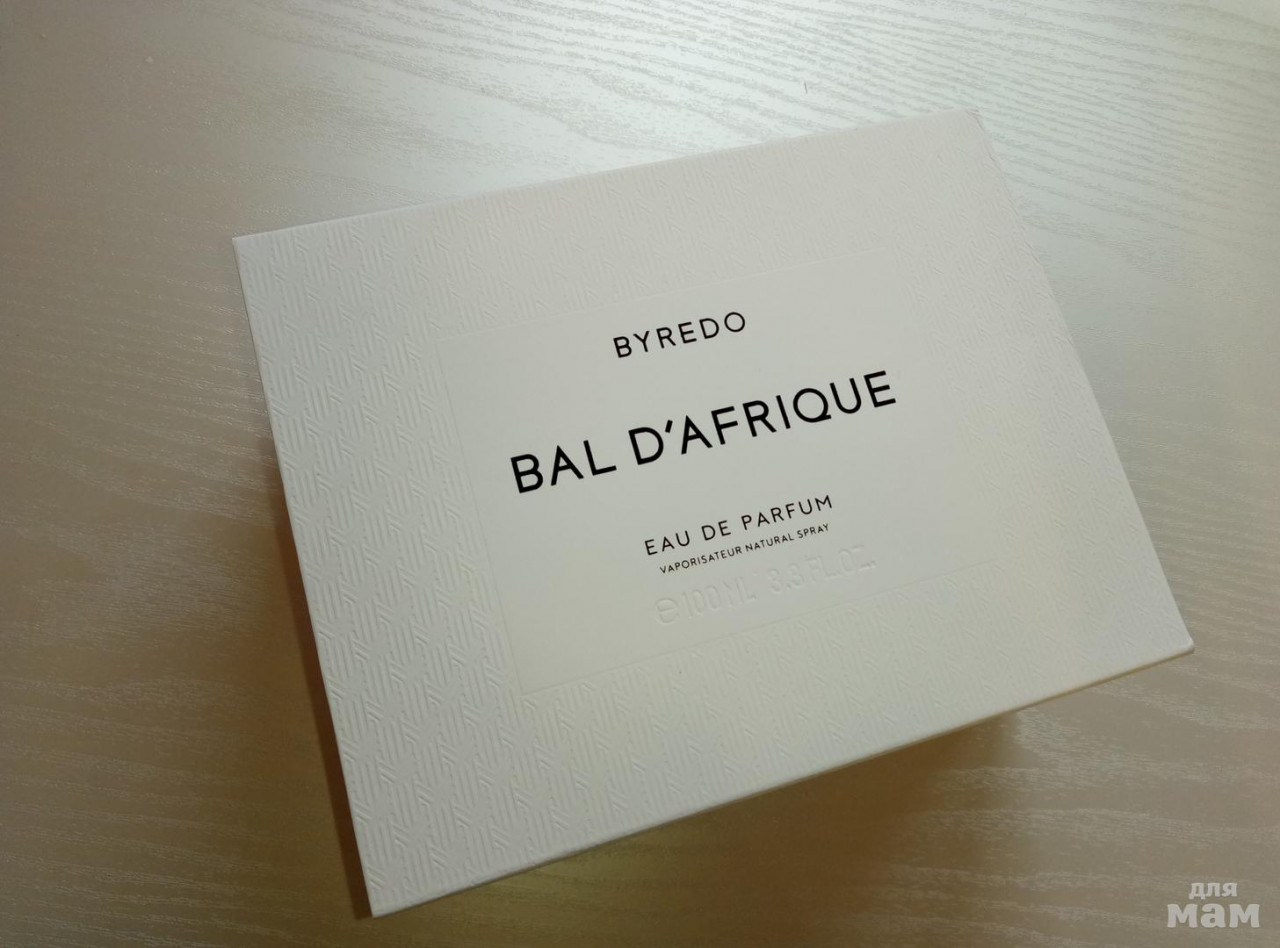 BYREDO
BAL D'AFRIQUE
EAU DE PARFUM
VAPORISATEUR NATURAL SPRAY
℮100 ML 3.3 FL.OZ.
для
мам